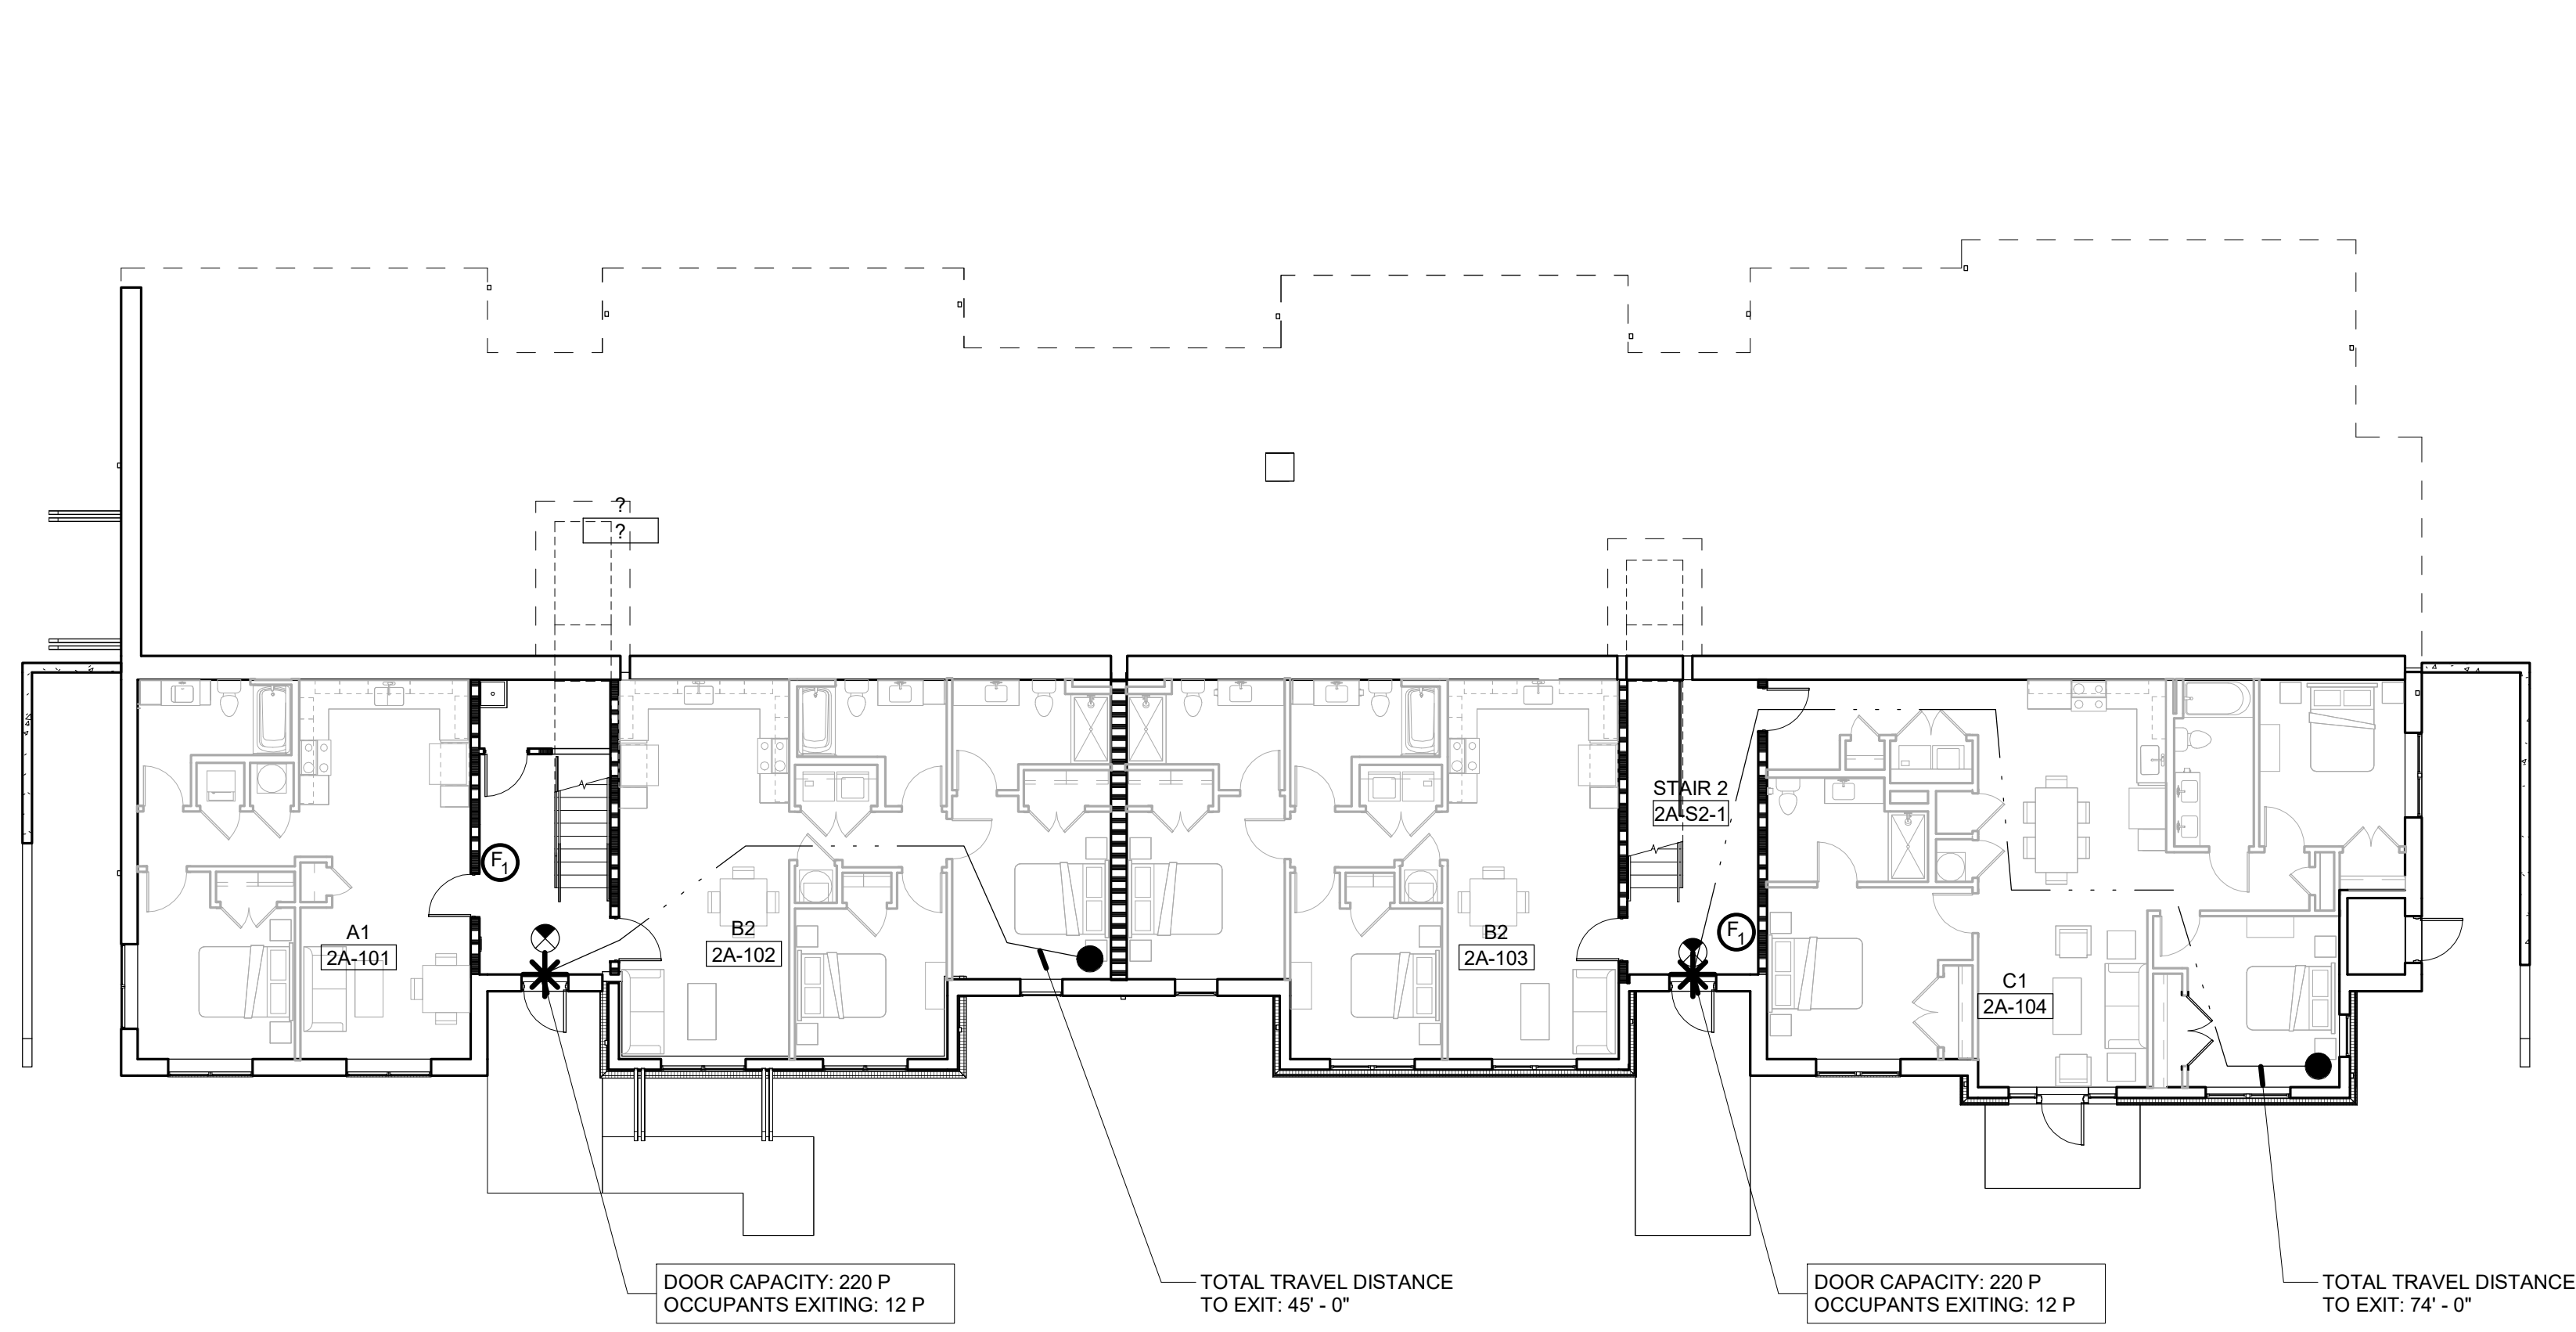 ?
?
STAIR 2
2A-S2-1
F1
A1
2A-101
B2
2A-102
B2
2A-103
F1
C1
2A-104
DOOR CAPACITY: 220 P
OCCUPANTS EXITING: 12 P
TOTAL TRAVEL DISTANCE
TO EXIT: 45' - 0"
DOOR CAPACITY: 220 P
OCCUPANTS EXITING: 12 P
TOTAL TRAVEL DISTANCE
TO EXIT: 74' - 0"